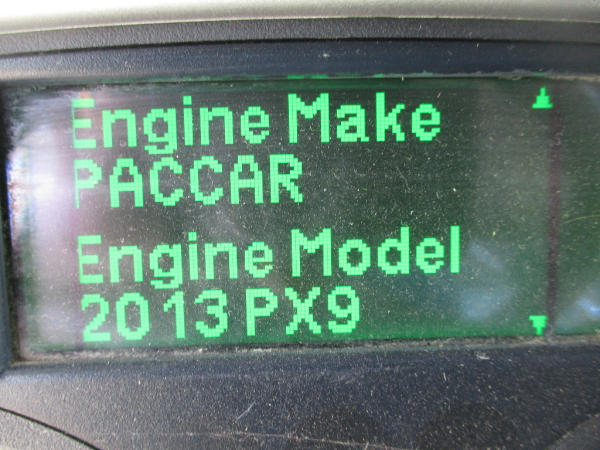 Engine Make
PACCAR
Engine Model
2013 PX9